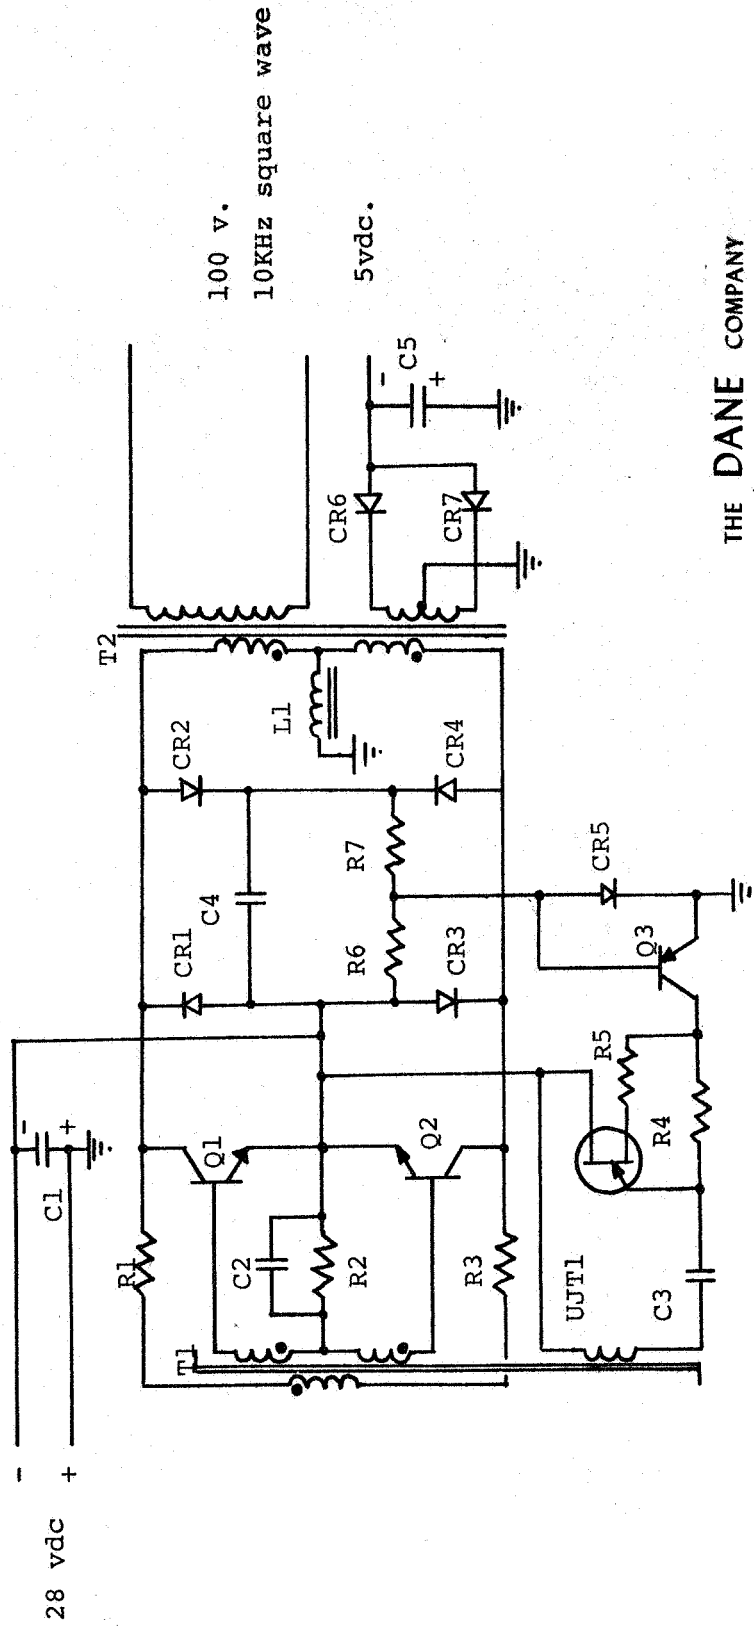 28 vdc
-
+
C1
-
+
R1
T1
C2
R2
R3
Q1
Q2
UJT1
C3
R4
R5
Q3
CR5
CR1
CR2
C4
R6
R7
CR3
CR4
L1
T2
CR6
CR7
-
C5
+
100 v.
10KHz square wave
5vdc.
THE DANE COMPANY